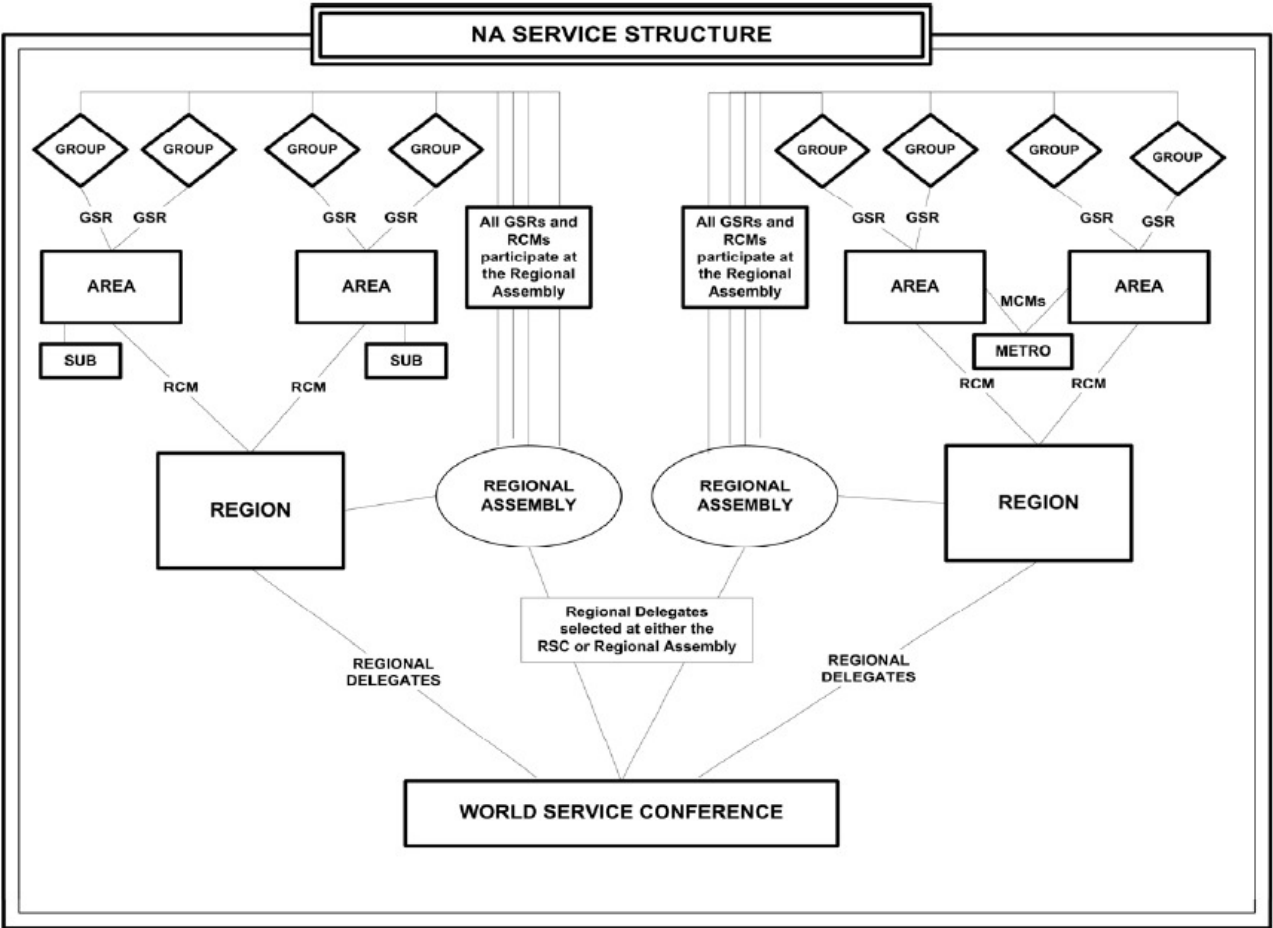 NA SERVICE STRUCTURE
GROUP
GROUP
GROUP
GROUP
GROUP
GROUP
GROUP
GROUP
GSR
GSR
GSR
GSR
GSR
GSR
GSR
GSR
All GSRs and
RCMs
participate at
the Regional
Assembly
All GSRs and
RCMs
participate at
the Regional
Assembly
AREA
AREA
AREA
AREA
MCMs
METRO
SUB
SUB
RCM
RCM
RCM
RCM
REGION
REGIONAL
ASSEMBLY
REGIONAL
ASSEMBLY
REGION
Regional Delegates
selected at either the
RSC or Regional Assembly
REGIONAL
DELEGATES
REGIONAL
DELEGATES
WORLD SERVICE CONFERENCE